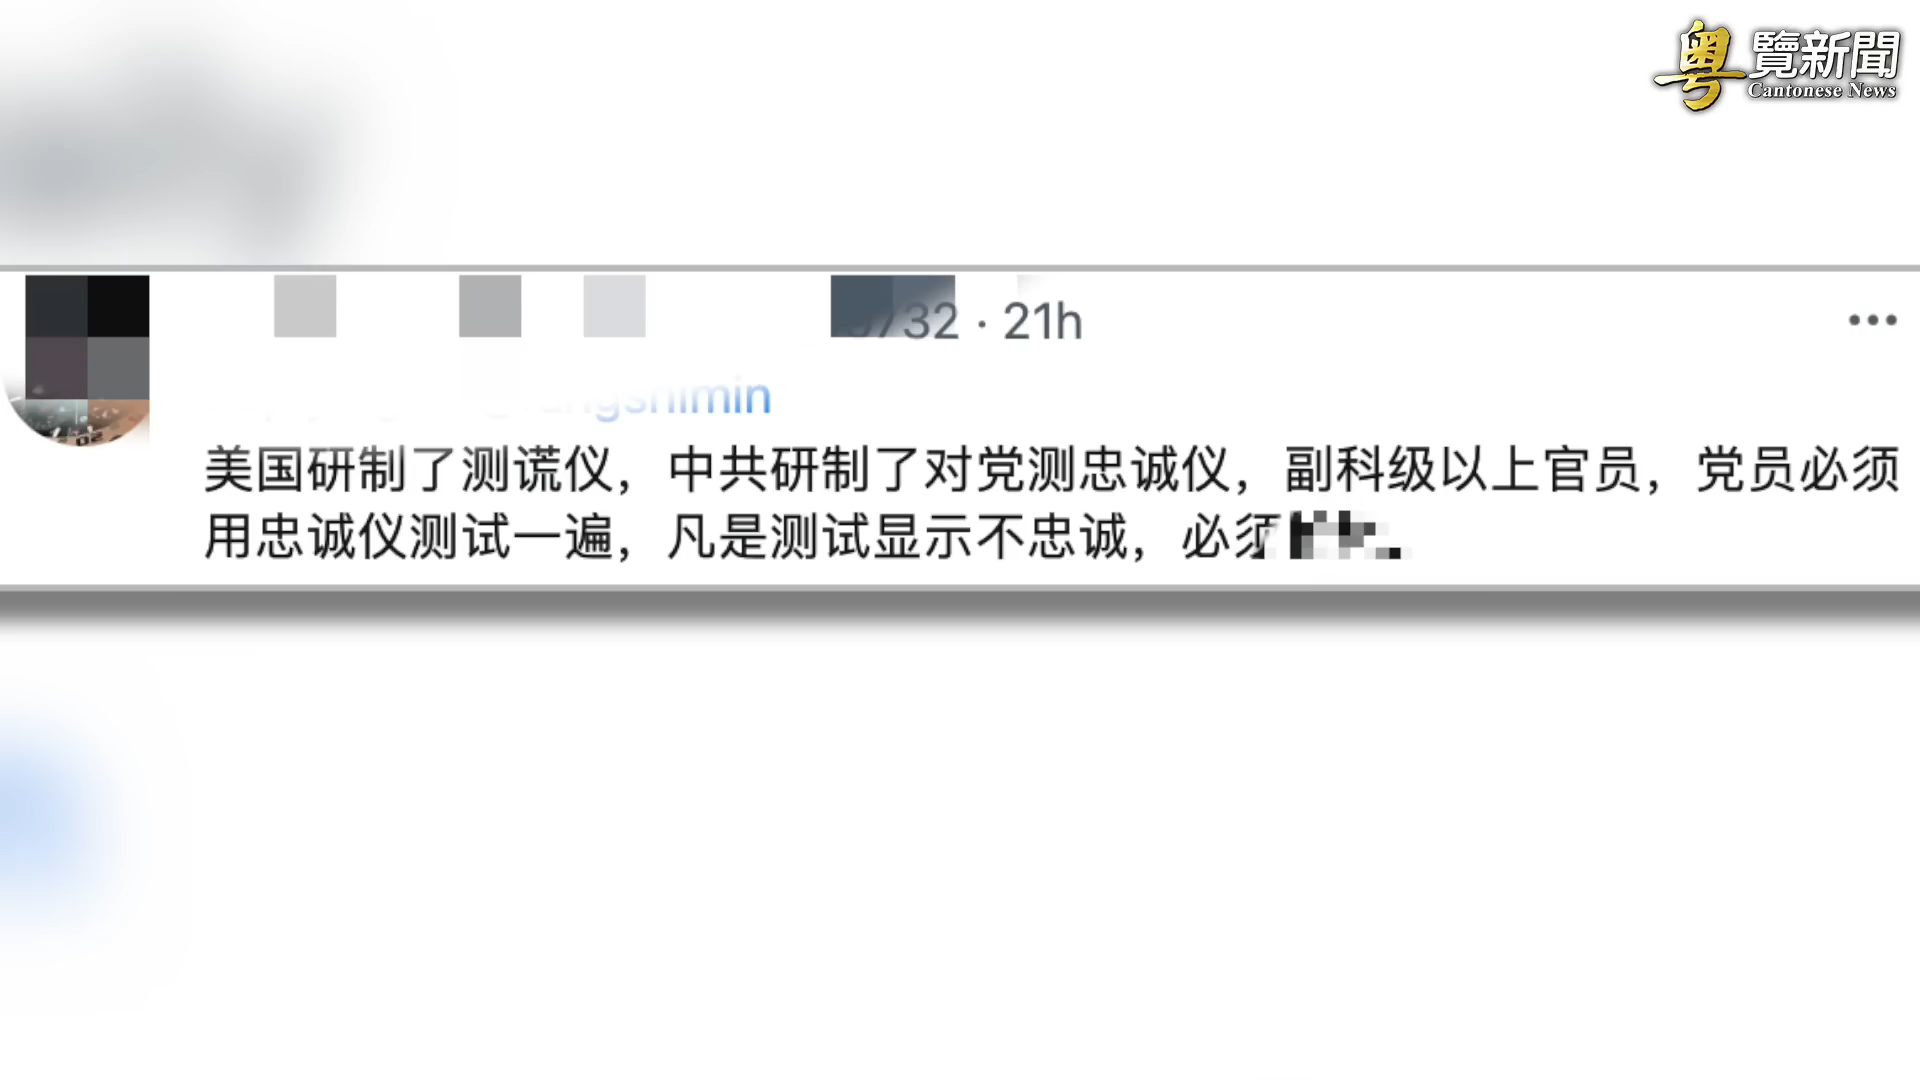 粤覽新聞
Cantonese News
/32 · 21h
gshimin
美国研制了测谎仪，中共研制了对党测忠诚仪，副科级以上官员，党员必须
用忠诚仪测试一遍，凡是测试显示不忠诚，必须